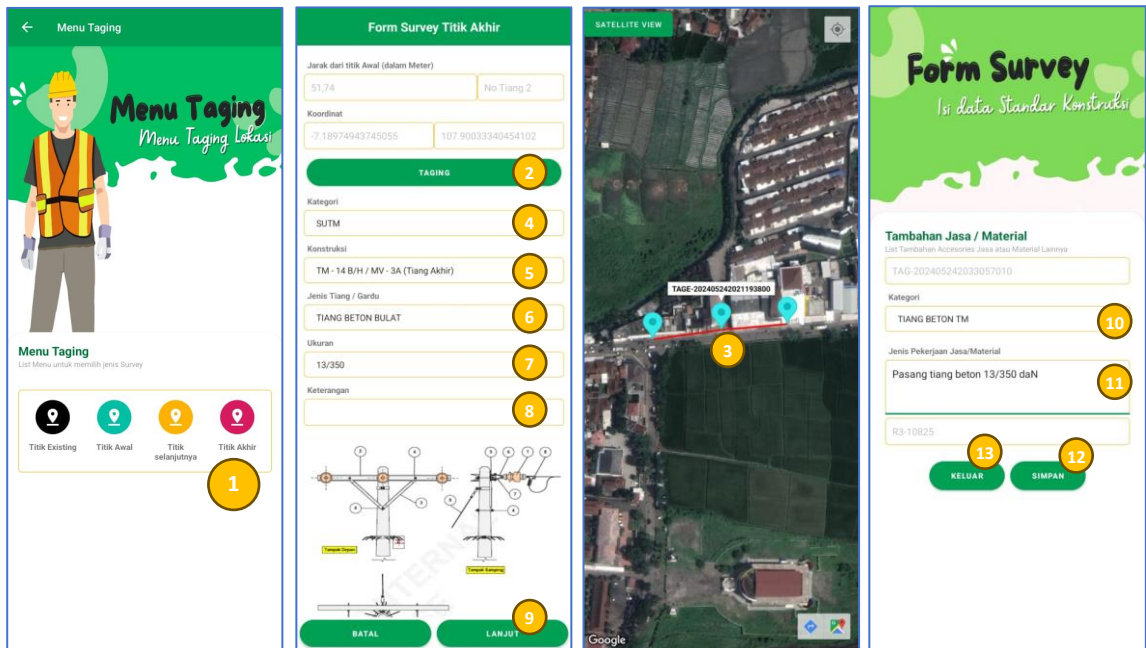 Menu Taging
Menu Taging
Menu Taging Lokasi
Menu Taging
List Menu untuk memilih jenis Survey
Titik Existing
Titik Awal
Titik
selanjutnya
Titik Akhir
1
Form Survey Titik Akhir
Jarak dari titik Awal (dalam Meter)
51,74
No Tiang 2
Koordinat
-7.18974943745055
107.90033340454102
TAGING
2
Kategori
SUTM
4
Konstruksi
TM - 14 B/H / MV - 3A (Tiang Akhir)
5
Jenis Tiang / Gardu
TIANG BETON BULAT
6
Ukuran
13/350
7
Keterangan
8
Tampak Depan
Tampak Samping
9
BATAL
LANJUT
SATELLITE VIEW
TAGE-202405242021193800
3
Google
Form Survey
Isi data Standar Konstruksi
Tambahan Jasa / Material
List Tambahan Accesories Jasa atau Material Lainnya
TAG-202405242033057010
Kategori
TIANG BETON TM
10
Jenis Pekerjaan Jasa/Material
Pasang tiang beton 13/350 daN
11
R3-10825
13
12
KELUAR
SIMPAN